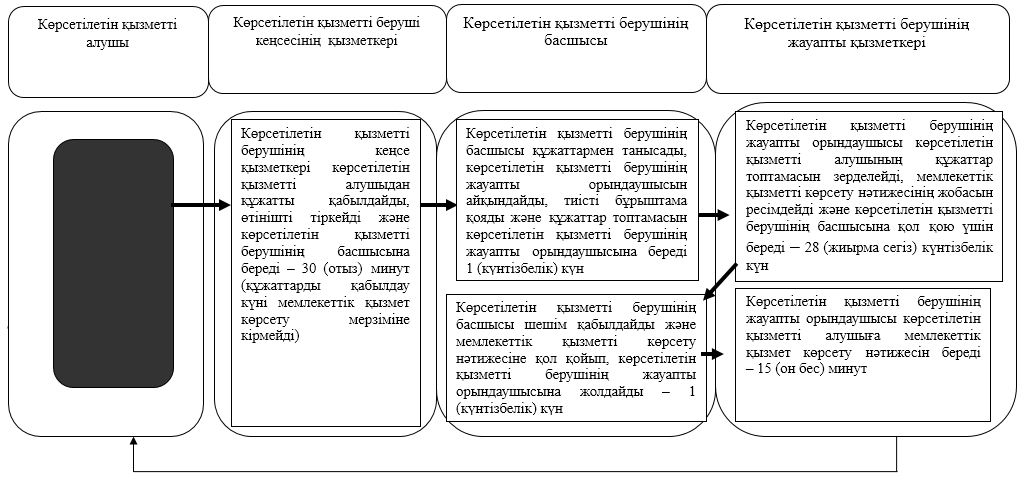 Көрсетілетін қызметті
алушы
Көрсетілетін қызметті беруші
кеңсесінің қызметкері
Көрсетілетін қызметті берушінің
басшысы
Көрсетілетін қызметті берушінің
жауапты қызметкері
Көрсетілетін қызметті
берушінің кеңсе
қызметкері көрсетілетін
қызметті алушыдан
құжатты қабылдайды,
өтінішті тіркейді және
көрсетілетін қызметті
берушінің басшысына
береді – 30 (отыз) минут
(құжаттарды қабылдау
күні мемлекеттік қызмет
көрсету мерзіміне
кірмейді)
Көрсетілетін қызметті берушінің
басшысы құжаттармен танысады,
көрсетілетін қызметті берушінің
жауапты орындаушысын
айқындайды, тиісті бұрыштама
қояды және құжаттар топтамасын
көрсетілетін қызметті берушінің
жауапты орындаушысына береді
1 (күнтізбелік) күн
Көрсетілетін қызметті берушінің
жауапты орындаушысы көрсетілетін
қызметті алушының құжаттар
топтамасын зерделейді, мемлекеттік
қызметті көрсету нәтижесінің жобасын
ресімдейді және көрсетілетін қызметті
берушінің басшысына қол қою үшін
береді – 28 (жиырма сегіз) күнтізбелік
күн
Көрсетілетін қызметті берушінің
басшысы шешім қабылдайды және
мемлекеттік қызметті көрсету
нәтижесіне қол қойып, көрсетілетін
қызметті берушінің жауапты
орындаушысына жолдайды – 1
(күнтізбелік) күн
Көрсетілетін қызметті берушінің
жауапты орындаушысы көрсетілетін
қызметті алушыға мемлекеттік
қызмет көрсету нәтижесін береді
– 15 (он бес) минут